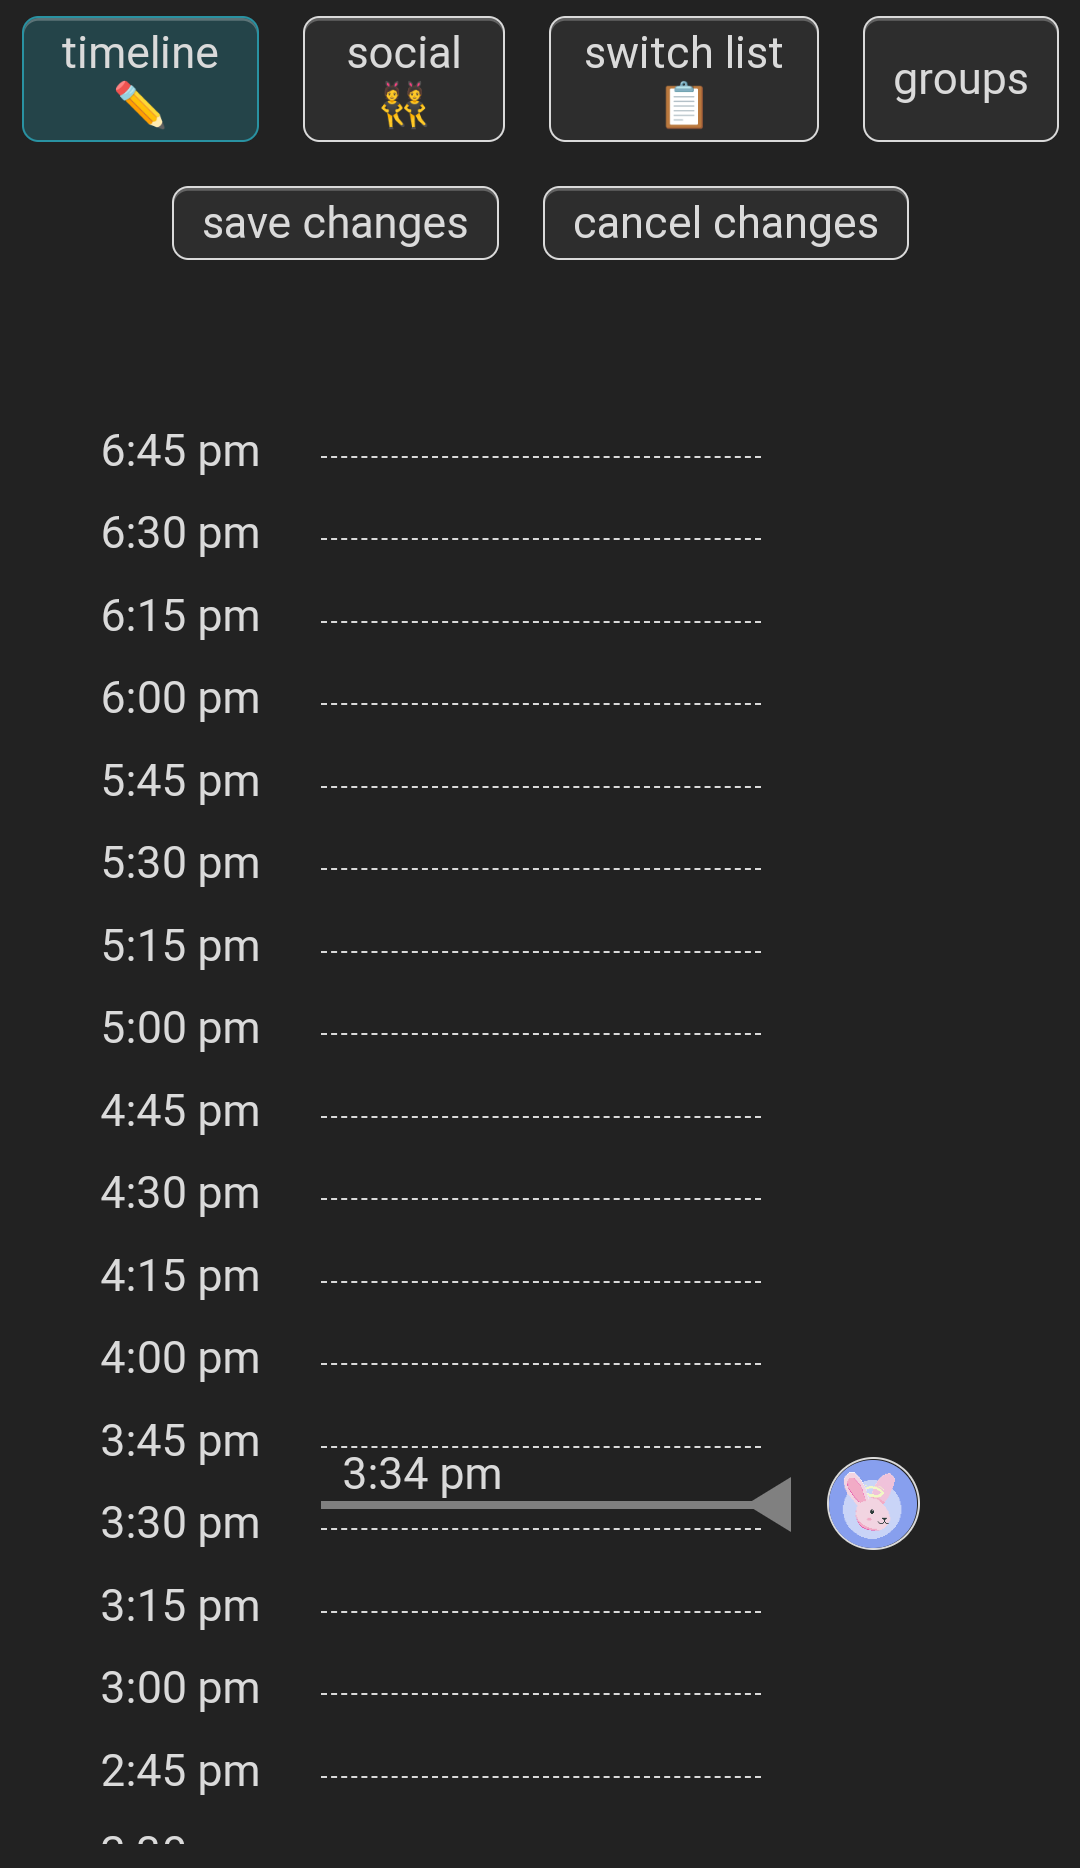 timeline
social
switch list
groups
save changes
cancel changes
6:45 pm
6:30 pm
6:15 pm
6:00 pm
5:45 pm
5:30 pm
5:15 pm
5:00 pm
4:45 pm
4:30 pm
4:15 pm
4:00 pm
3:45 pm
3:34 pm
3:30 pm
3:15 pm
3:00 pm
2:45 pm